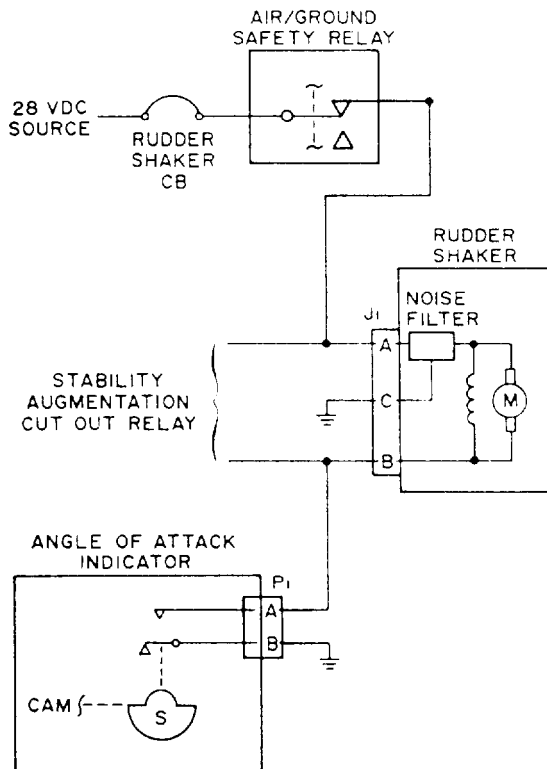 AIR/GROUND
SAFETY RELAY
28 VDC
SOURCE
RUDDER
SHAKER
CB
RUDDER
SHAKER
NOISE
FILTER
J1
A
C
B
M
STABILITY
AUGMENTATION
CUT OUT RELAY
ANGLE OF ATTACK
INDICATOR
P1
A
B
CAM
S